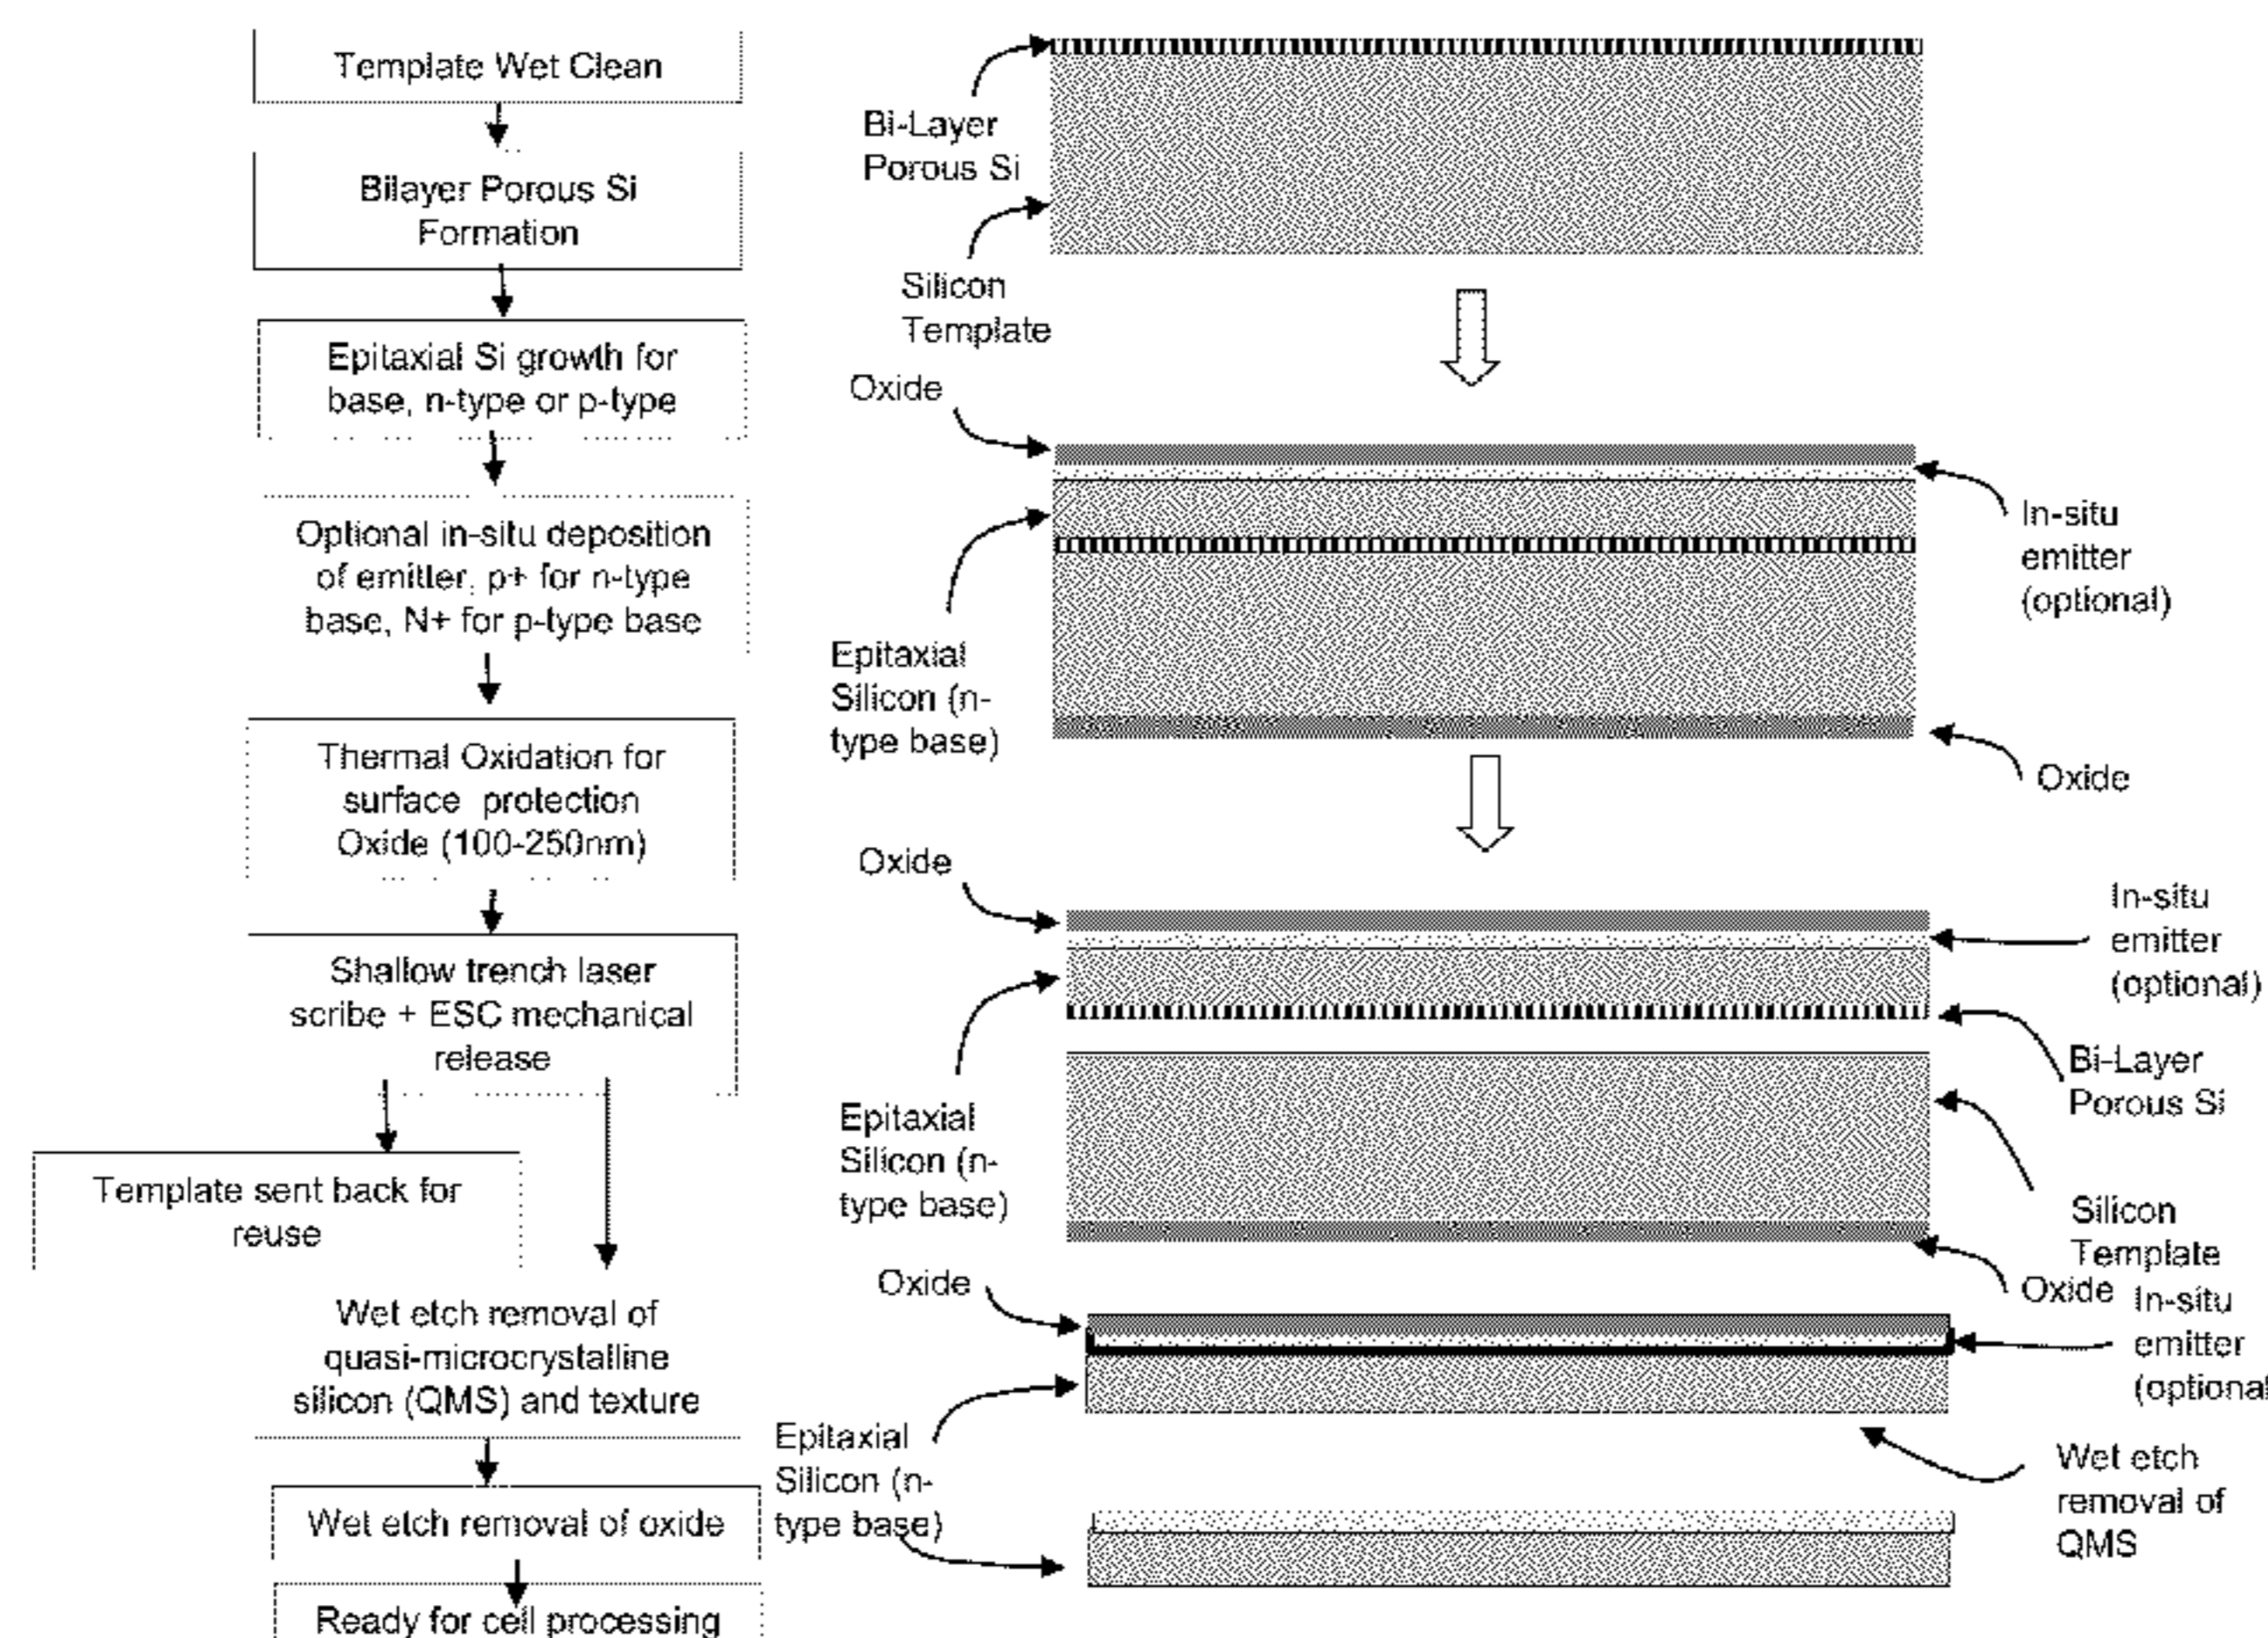 Template Wet Clean
Bilayer Porous Si
Formation
Epitaxial Si growth for
base, n-type or p-type
Optional in-situ deposition
of emitter, p+ for n-type
base, N+ for p-type base
Thermal Oxidation for
surface protection
Oxide (100-250nm)
Shallow trench laser
scribe + ESC mechanical
release
Template sent back for
reuse
Wet etch removal of
quasi-microcrystalline
silicon (QMS) and texture
Wet etch removal of oxide
Ready for cell processing
Bi-Layer
Porous Si
Silicon
Template
Oxide
In-situ
emitter
(optional)
Epitaxial
Silicon (n-
type base)
Oxide
Oxide
In-situ
emitter
(optional)
Bi-Layer
Porous Si
Epitaxial
Silicon (n-
type base)
Silicon
Template
Oxide
Oxide
In-situ
emitter
(optional
Epitaxial
Silicon (n-
type base)
Wet etch
removal of
QMS